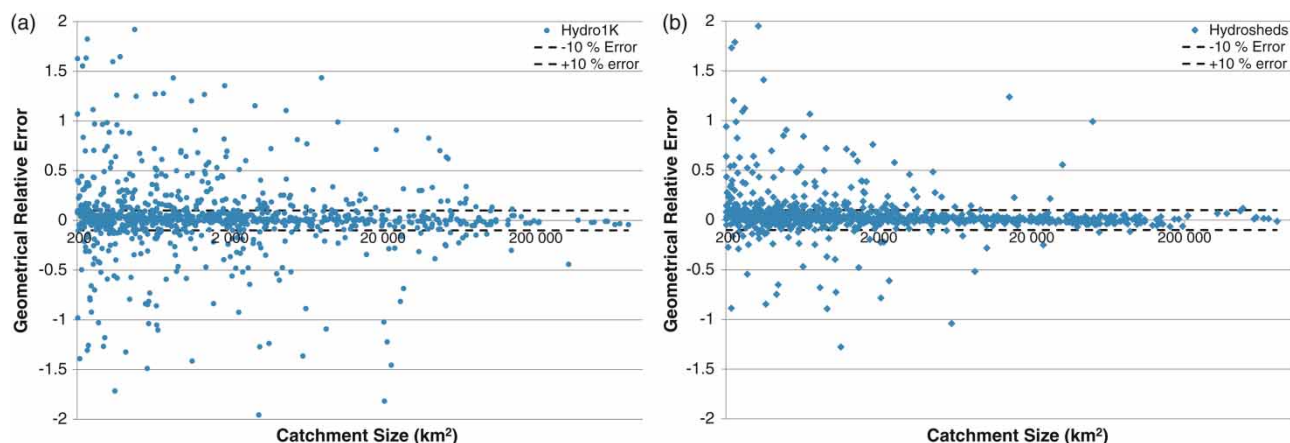 (a)
Geometrical Relative Error
2
1.5
1
0.5
0
-0.5
-1
-1.5
-2
Hydro1K
-10 % Error
+10 % error
200
2 000
20 000
200 000
Catchment Size (km²)
(b)
Geometrical Relative Error
2
1.5
1
0.5
0
-0.5
-1
-1.5
-2
Hydrosheds
-10 % Error
+10 % error
200
2 000
20 000
200 000
Catchment Size (km²)